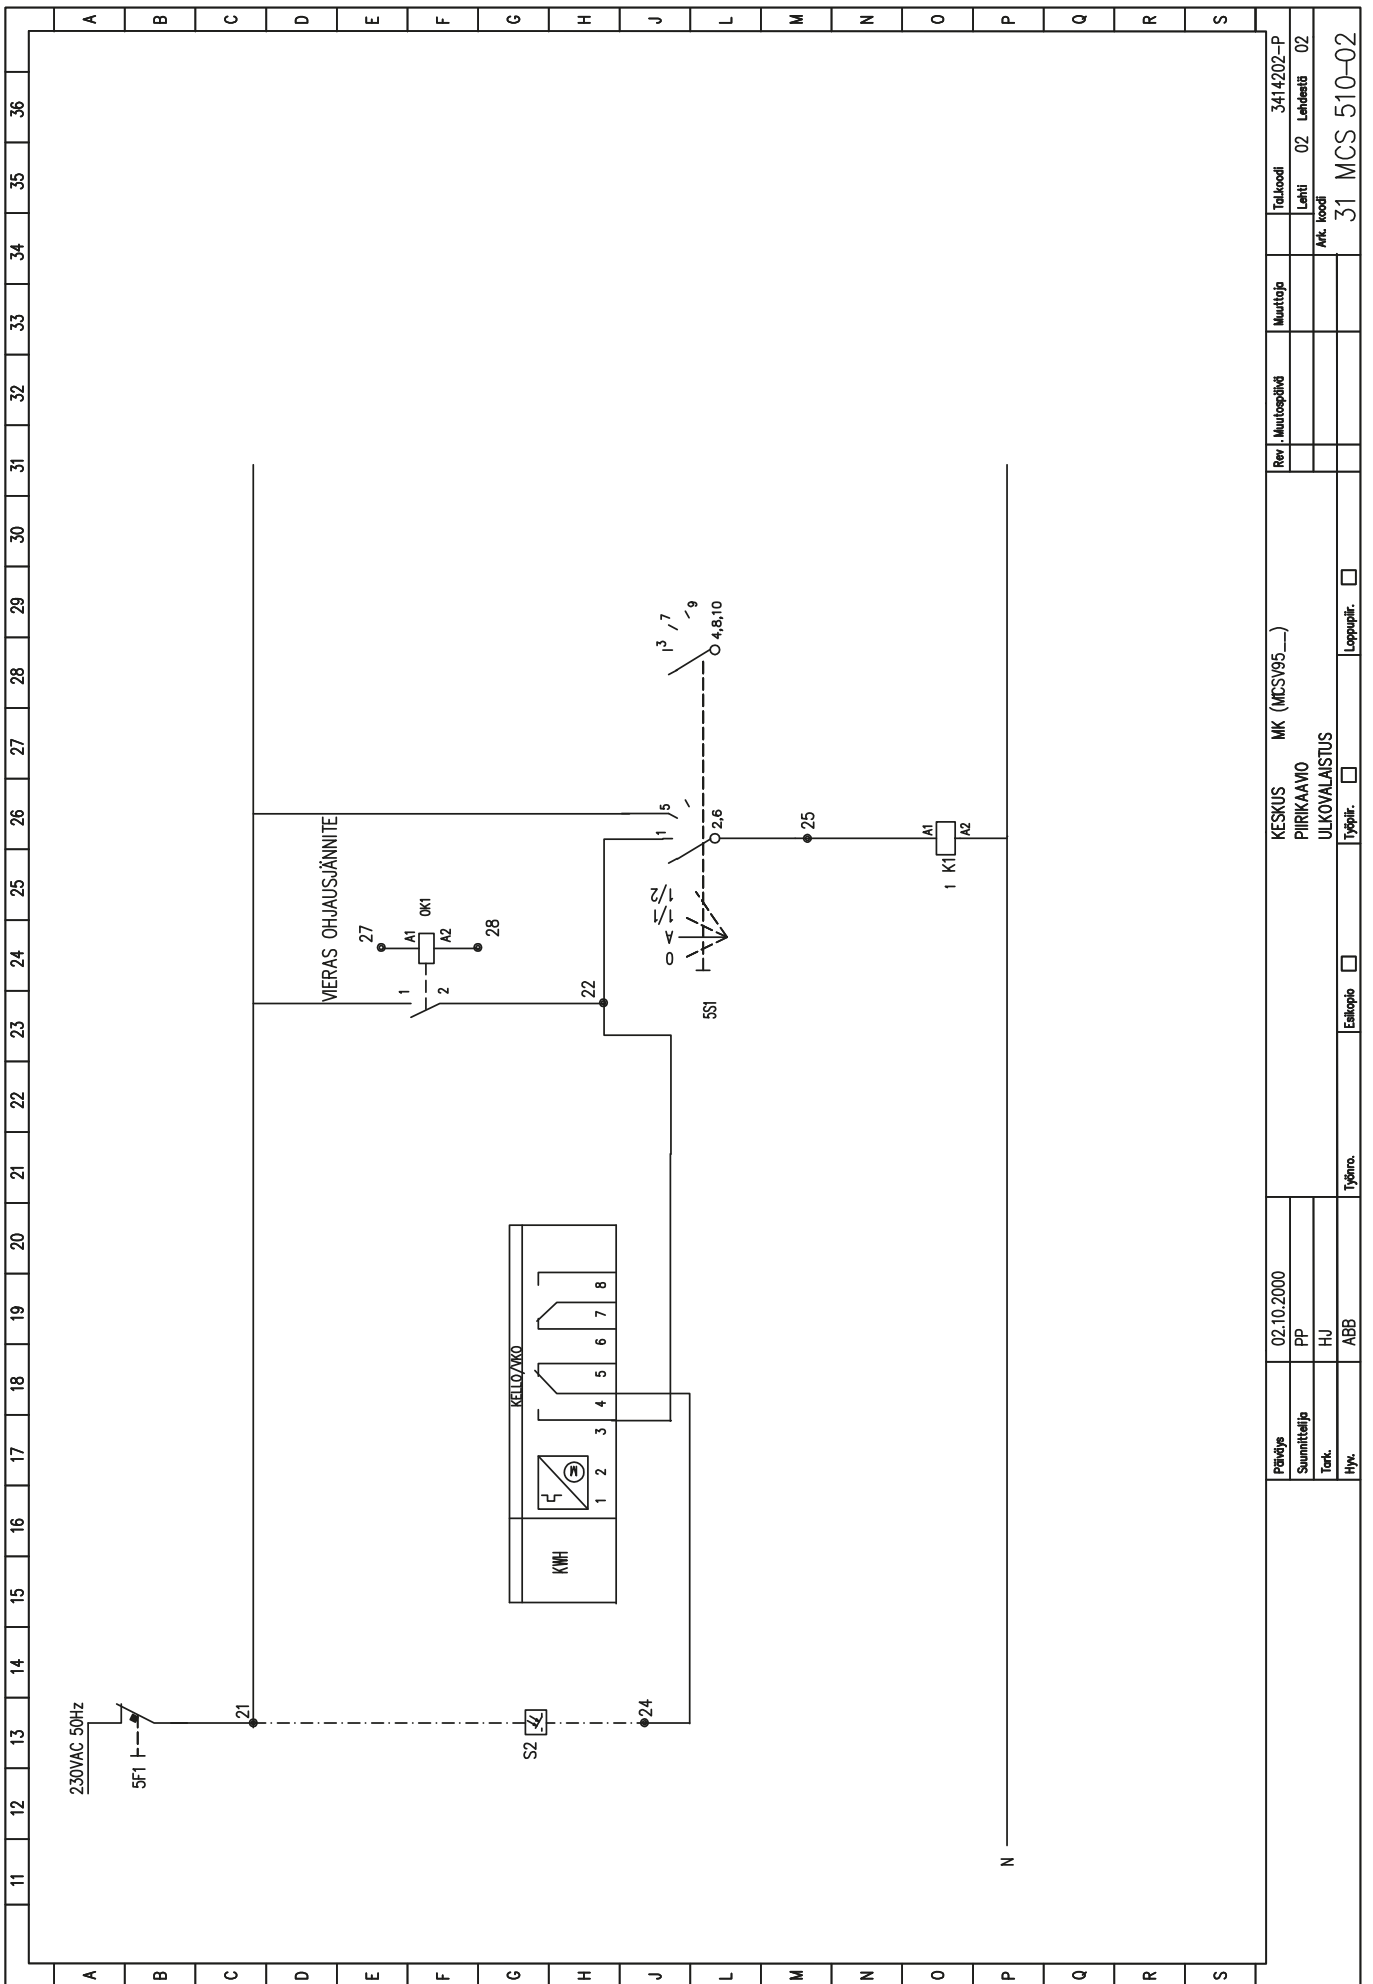 A B C D E F G H J L M N O P Q R S
11 12 13 14 15 16 17 18 19 20 21 22 23 24 25 26 27 28 29 30 31 32 33 34 35 36
230VAC 50Hz
5F1
21
S2
24
KWH
KELLO/VKO
1 2 3 4 5 6 7 8
VIERAS OHJAUSJÄNNITE
27
A1
0K1
A2
28
1
2
22
0 A 1/1 1/2
5S1
1 5
2,6
3 7 9
4,8,10
25
A1
1 K1
A2
N
A B C D E F G H J L M N O P Q R S
Päiväys 02.10.2000
Suunnittelija PP
Tark. HJ
Hyv. ABB
KESKUS MK (MCSV95__)
PIIRIKAAVIO
ULKOVALAISTUS
Työnro. Esikopio Työpiir. Loppupiir.
Rev. Muutospäivä Muuttaja
Tal.koodi 3414202-P
Lehti 02 Lehdestä 02
Ark. koodi
31 MCS 510-02